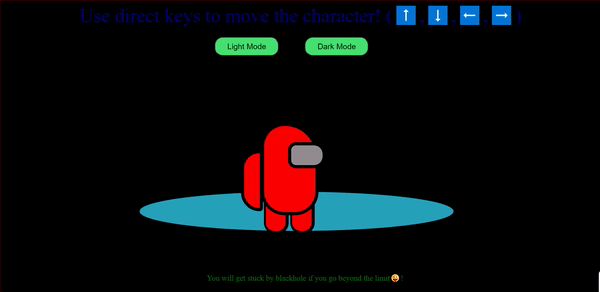 Use direct keys to move the character! ( ↑ , ↓ , ← , → )
Light Mode Dark Mode
You will get stuck by blackhole if you go beyond the limit😜!